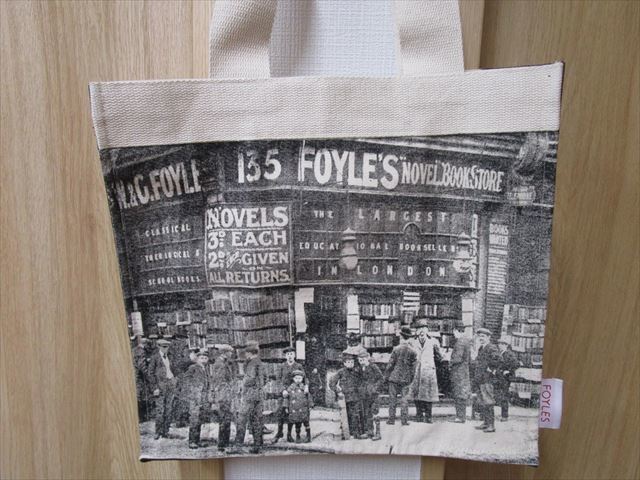 W. & G. FOYLE
135
FOYLE'S NOVEL BOOK STORE
CLASSICAL
THEOLOGICAL &
SCHOOL BOOKS
NOVELS
3D EACH
2D GIVEN
ALL RETURNS.
THE LARGEST
EDUCATIONAL BOOKSELLERS
IN LONDON
BOOKS
FOYLES